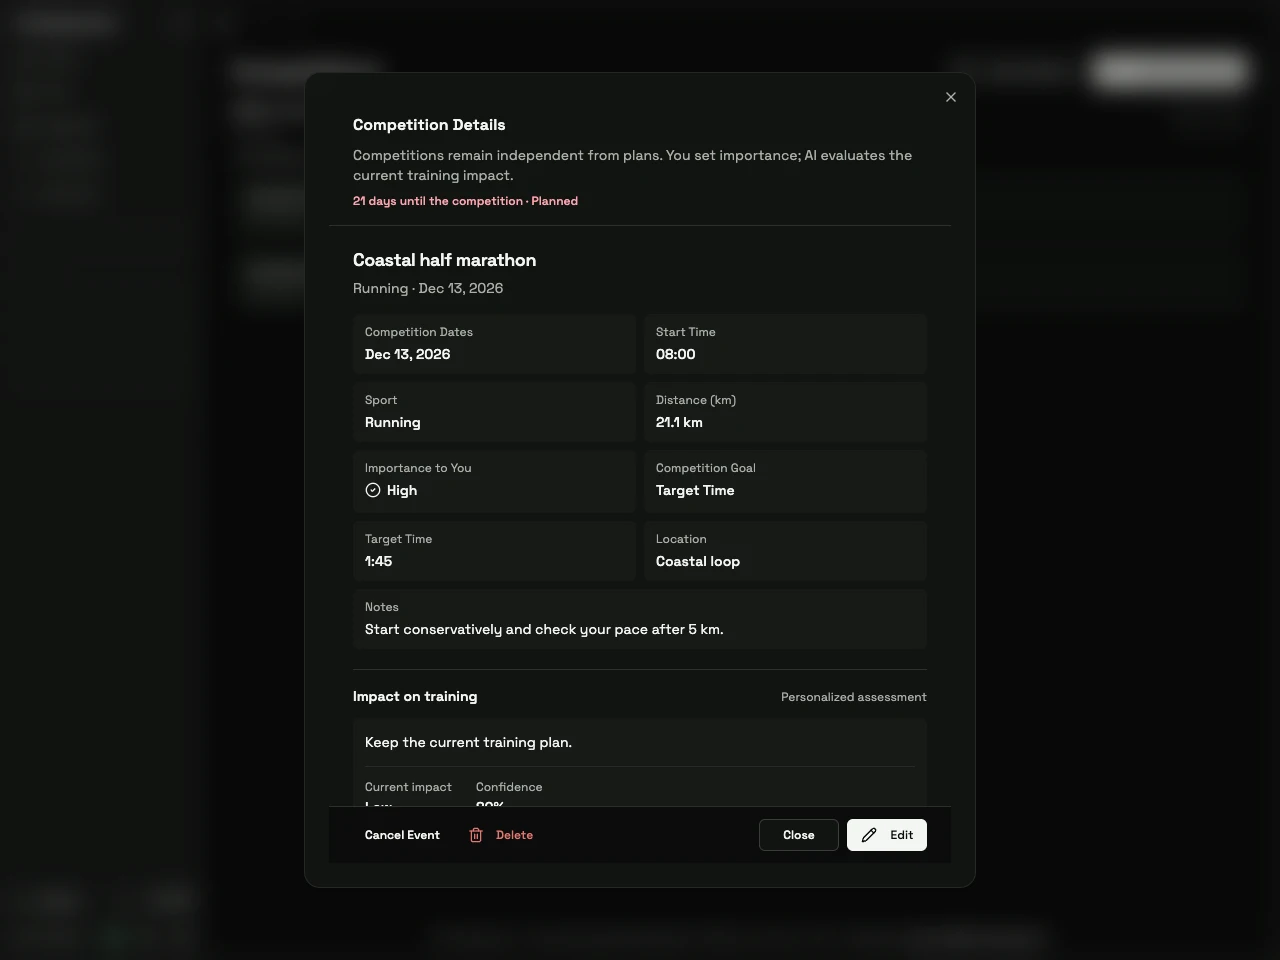 Competition Details
Competitions remain independent from plans. You set importance; AI evaluates the
current training impact.
21 days until the competition · Planned
Coastal half marathon
Running · Dec 13, 2026
Competition Dates
Dec 13, 2026
Start Time
08:00
Sport
Running
Distance (km)
21.1 km
Importance to You
High
Competition Goal
Target Time
Target Time
1:45
Location
Coastal loop
Notes
Start conservatively and check your pace after 5 km.
Impact on training
Personalized assessment
Keep the current training plan.
Current impact
Confidence
Cancel Event
Delete
Close
Edit